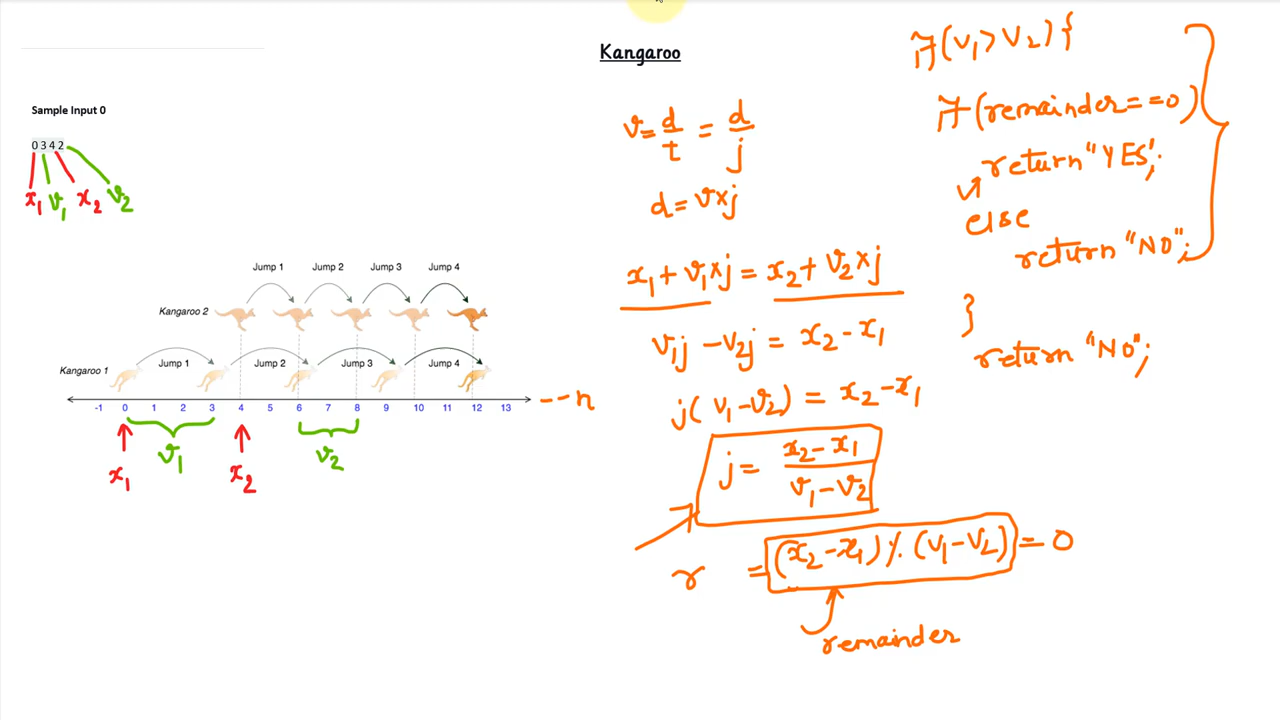 Kangaroo
Sample Input 0
0 3 4 2
x₁ v₁ x₂ v₂
Jump 1 Jump 2 Jump 3 Jump 4
Kangaroo 2
Jump 1 Jump 2 Jump 3 Jump 4
Kangaroo 1
-1 0 1 2 3 4 5 6 7 8 9 10 11 12 13 --n
v₁ v₂
x₁ x₂
v = d/t = d/j
d = v×j
x₁ + v₁×j = x₂ + v₂×j
v₁j - v₂j = x₂ - x₁
j(v₁-v₂) = x₂-x₁
j = x₂-x₁ / v₁-v₂
r = (x₂-x₁) % (v₁-v₂) = 0
remainder
if (v₁>v₂) {
if (remainder==0)
return "YES";
else
return "NO";
}
return "NO";